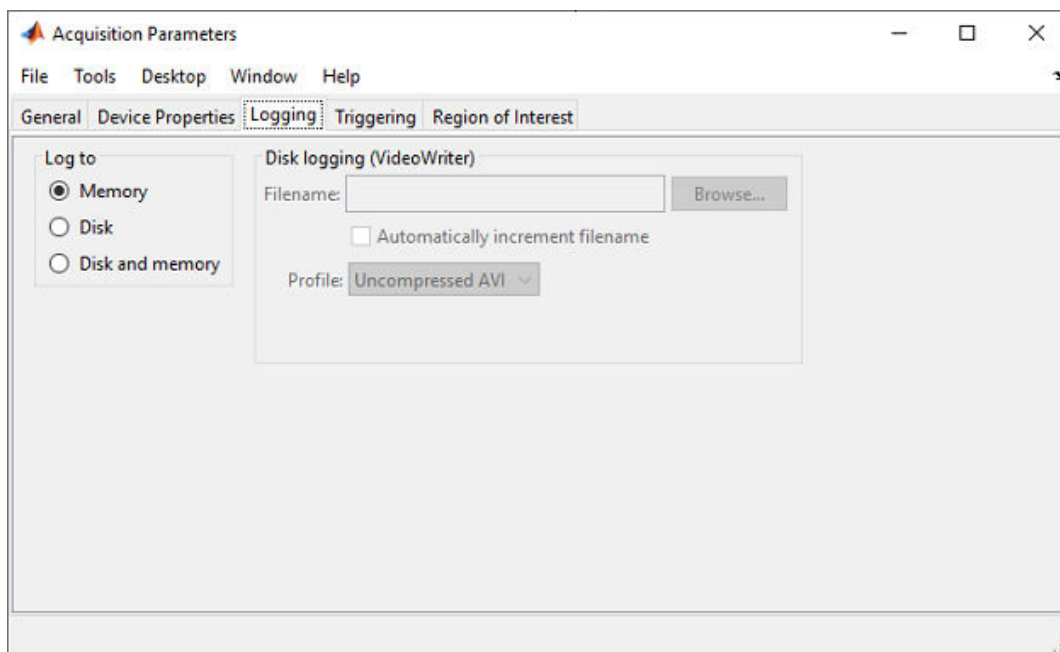 Acquisition Parameters
File Tools Desktop Window Help
General Device Properties Logging Triggering Region of Interest
Log to
Memory
Disk
Disk and memory
Disk logging (VideoWriter)
Filename: Browse...
Automatically increment filename
Profile: Uncompressed AVI